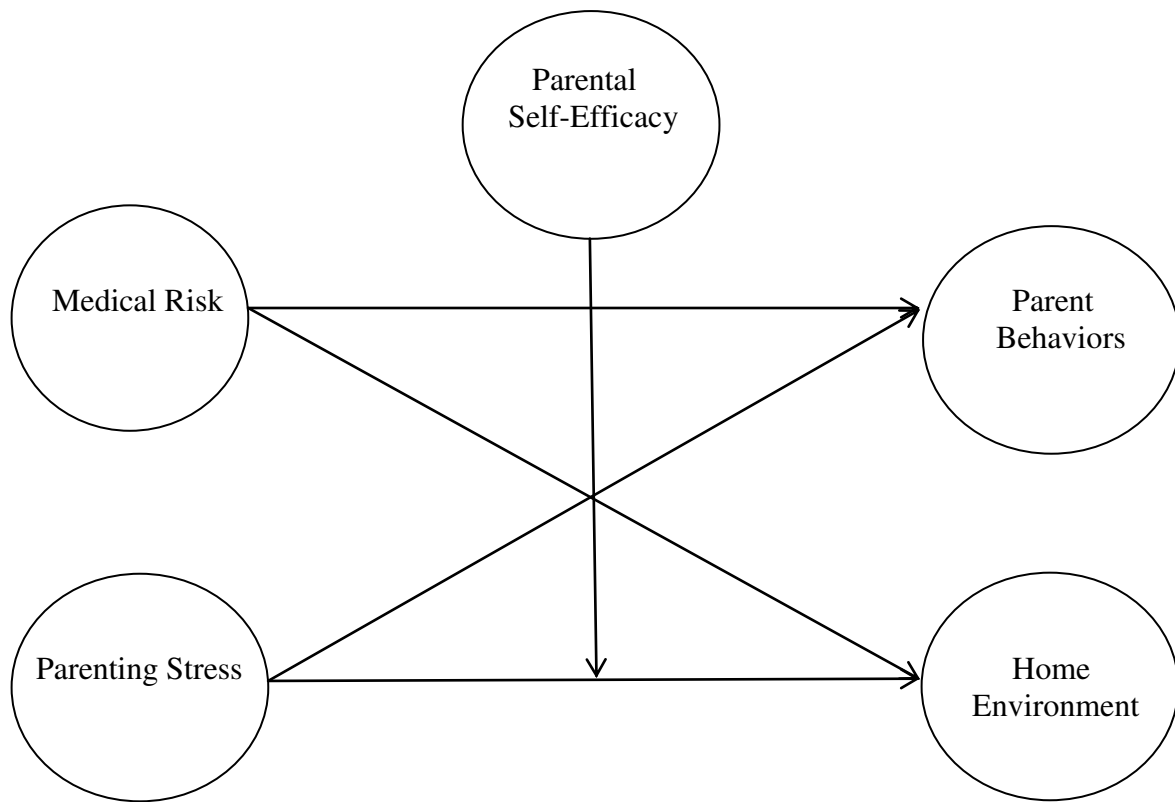 Parental
Self-Efficacy
Medical Risk
Parent
Behaviors
Parenting Stress
Home
Environment